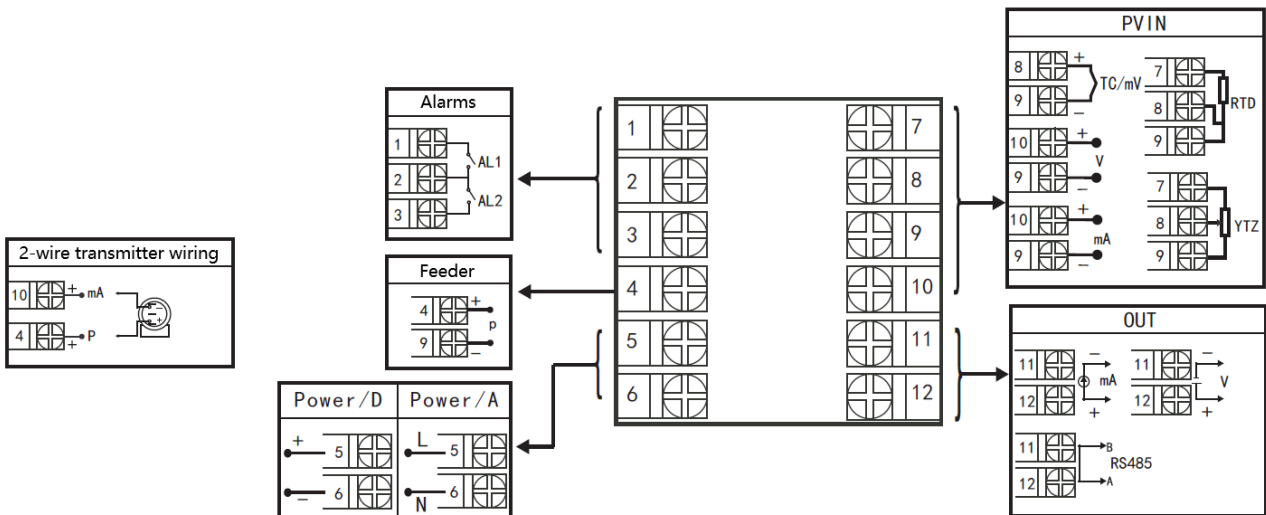 2-wire transmitter wiring
10 + mA
4 + P
Alarms
1
2
3
AL1
AL2
Feeder
4 +
p
9 −
Power/D
+ 5
− 6
Power/A
L 5
N 6
1
2
3
4
5
6
7
8
9
10
11
12
PVIN
8 +
TC/mV
9 −
10 +
V
9 −
10 +
mA
9 −
7
8
9
RTD
7
8
9
YTZ
OUT
11 −
mA
12 +
11 −
V
12 +
11 B
RS485
12 A